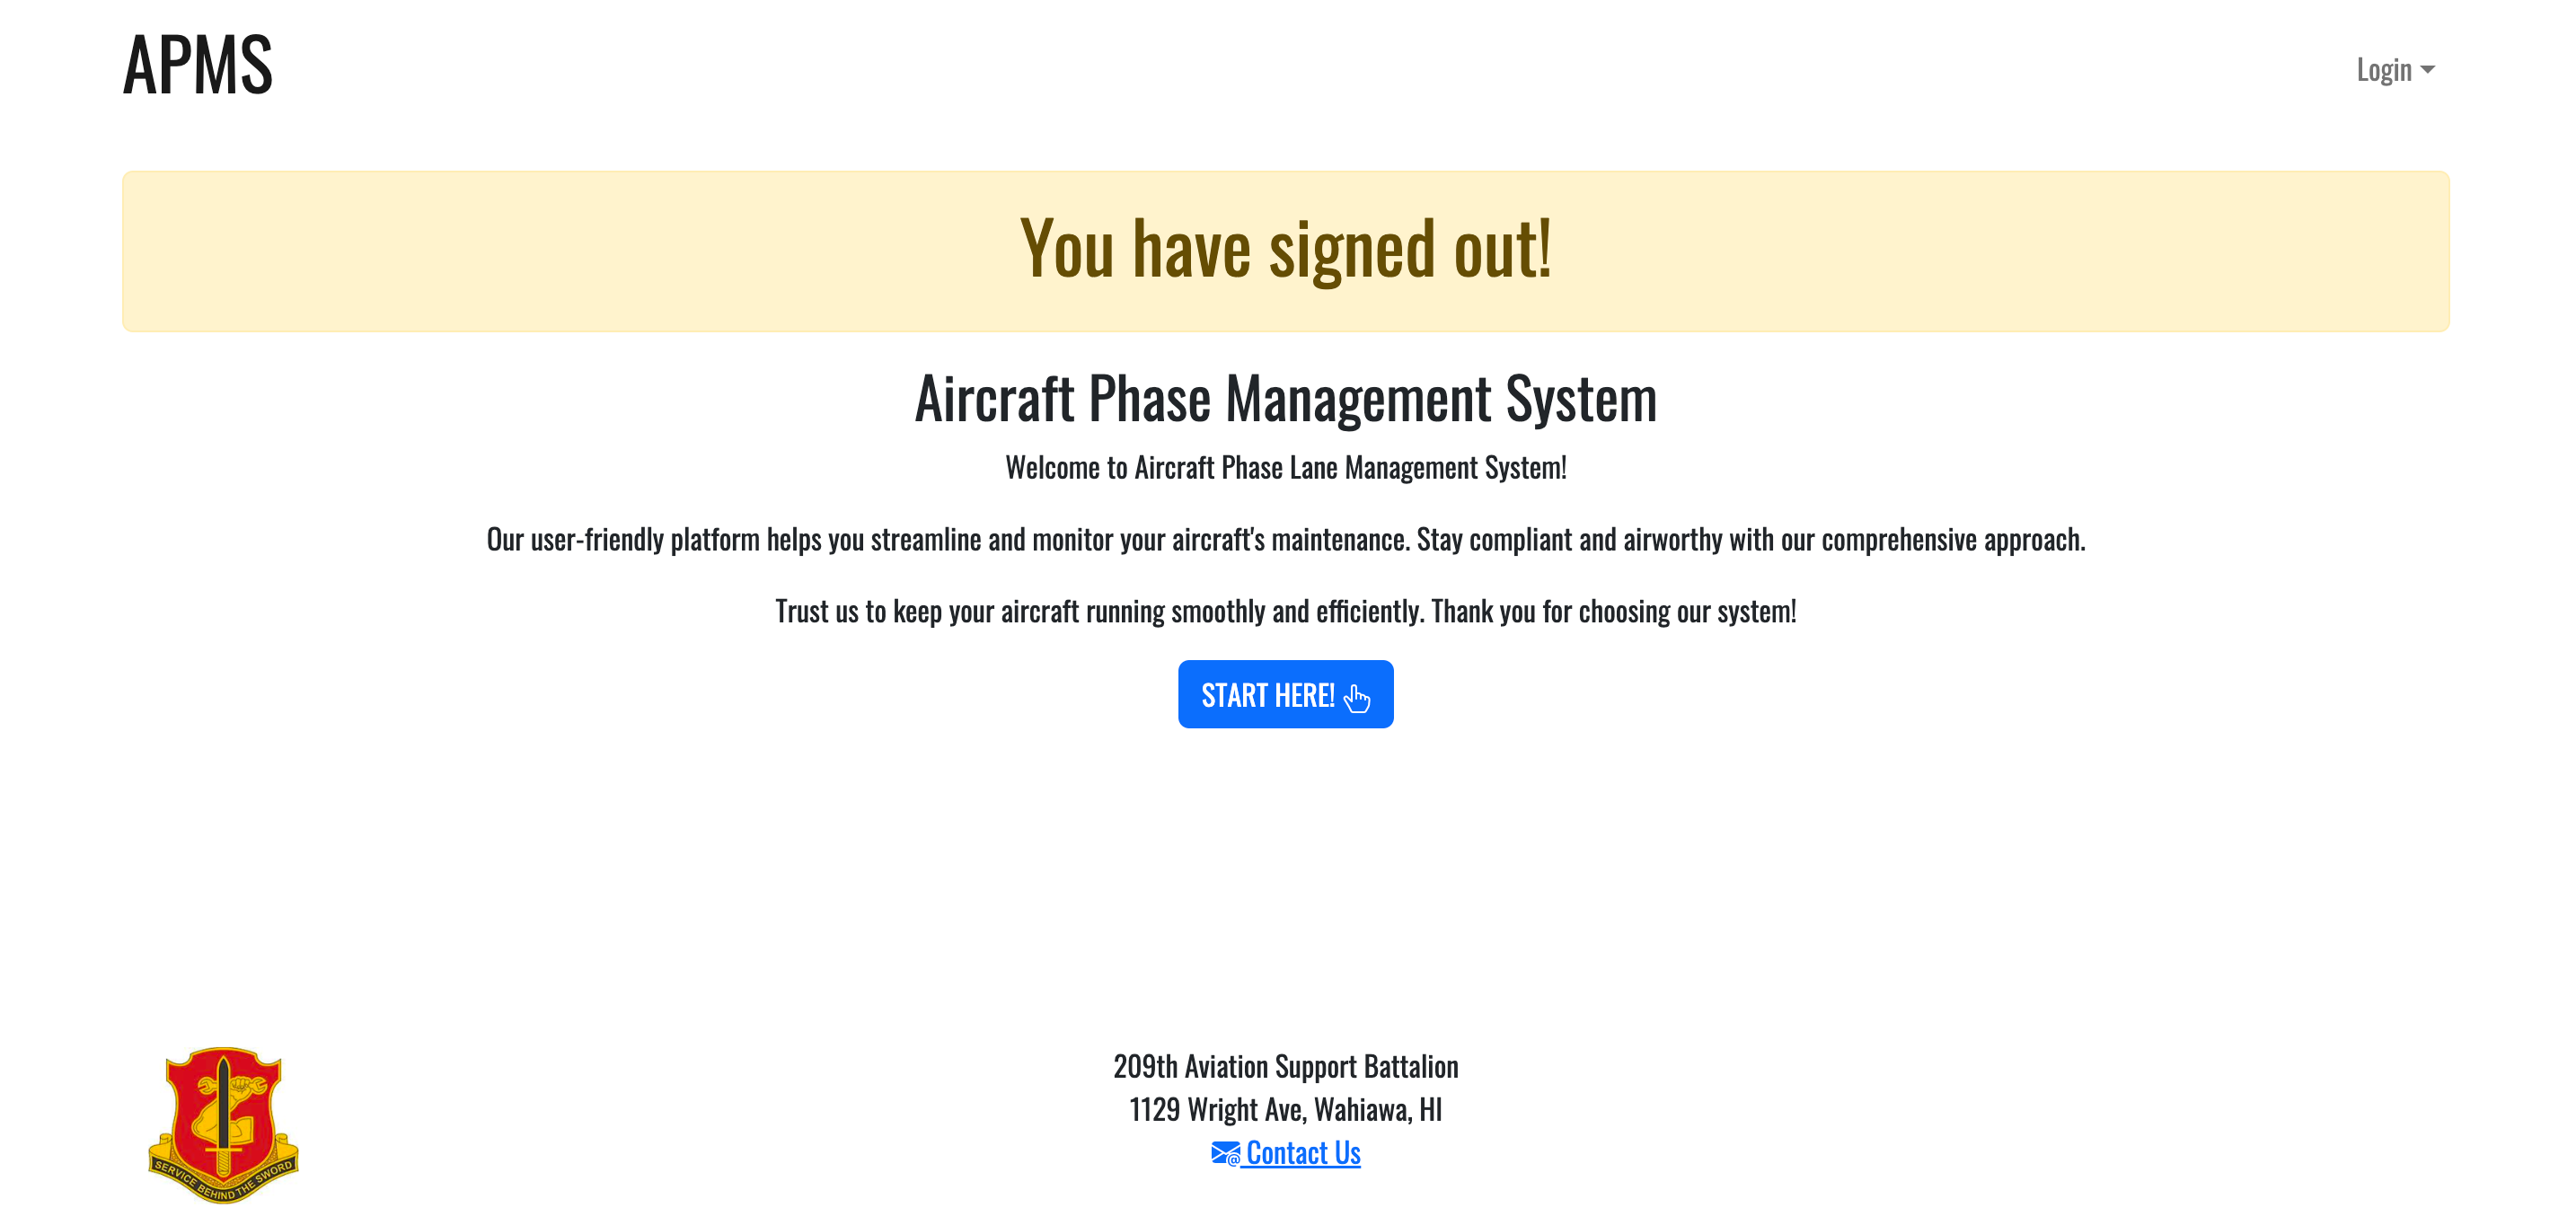 APMS
Login
You have signed out!
Aircraft Phase Management System
Welcome to Aircraft Phase Lane Management System!
Our user-friendly platform helps you streamline and monitor your aircraft's maintenance. Stay compliant and airworthy with our comprehensive approach.
Trust us to keep your aircraft running smoothly and efficiently. Thank you for choosing our system!
START HERE!
SERVICE BEHIND THE SWORD
209th Aviation Support Battalion
1129 Wright Ave, Wahiawa, HI
Contact Us